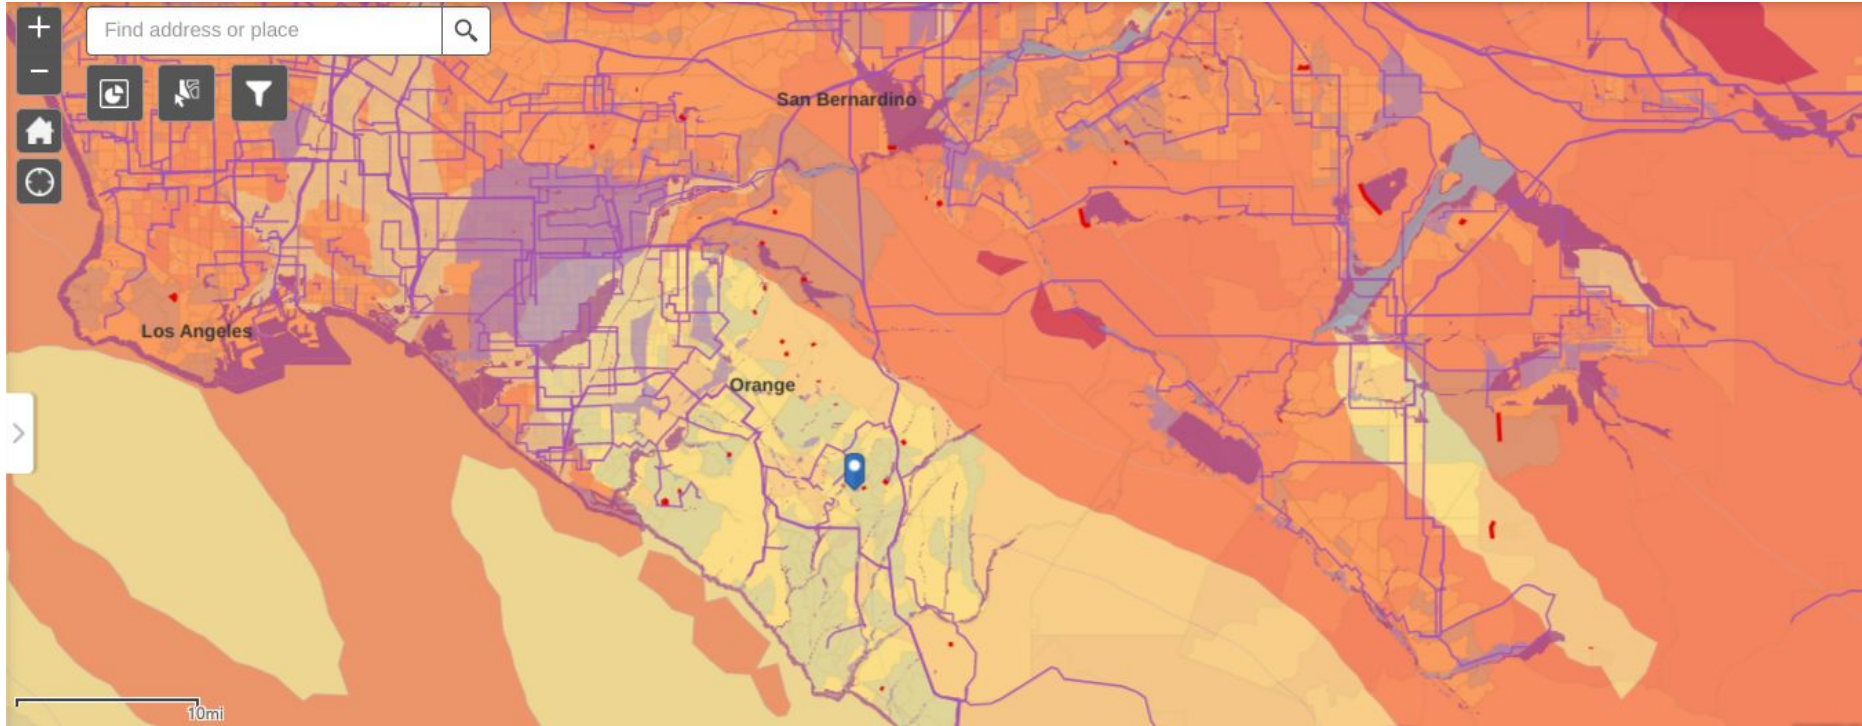 +
Find address or place
−
San Bernardino
Los Angeles
Orange
10mi